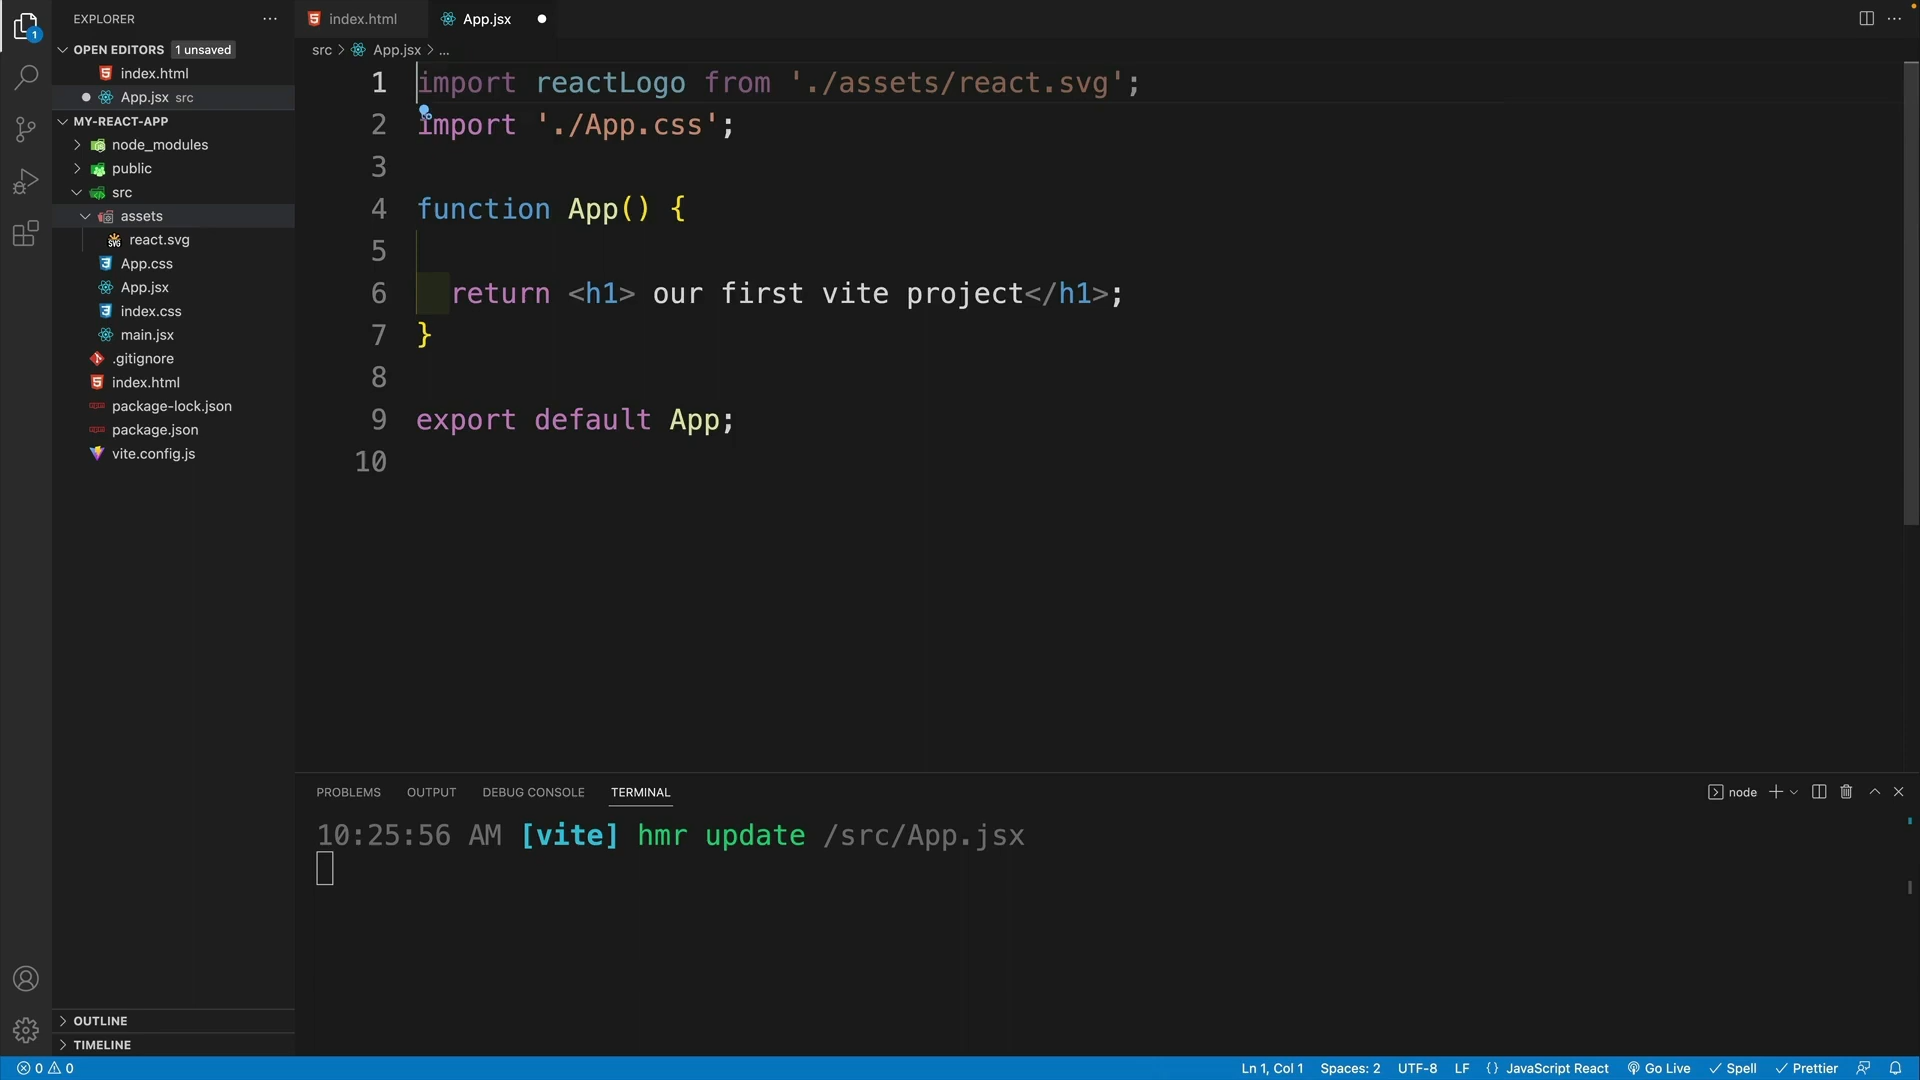 EXPLORER
OPEN EDITORS 1 unsaved
index.html
App.jsx src
MY-REACT-APP
node_modules
public
src
assets
react.svg
App.css
App.jsx
index.css
main.jsx
.gitignore
index.html
package-lock.json
package.json
vite.config.js
OUTLINE
TIMELINE
1
index.html App.jsx
src > App.jsx > ...
1 import reactLogo from './assets/react.svg';
2 import './App.css';
3
4 function App() {
5
6 return <h1> our first vite project</h1>;
7 }
8
9 export default App;
10
PROBLEMS OUTPUT DEBUG CONSOLE TERMINAL node
10:25:56 AM [vite] hmr update /src/App.jsx
0 0 Ln 1, Col 1 Spaces: 2 UTF-8 LF {} JavaScript React Go Live Spell Prettier